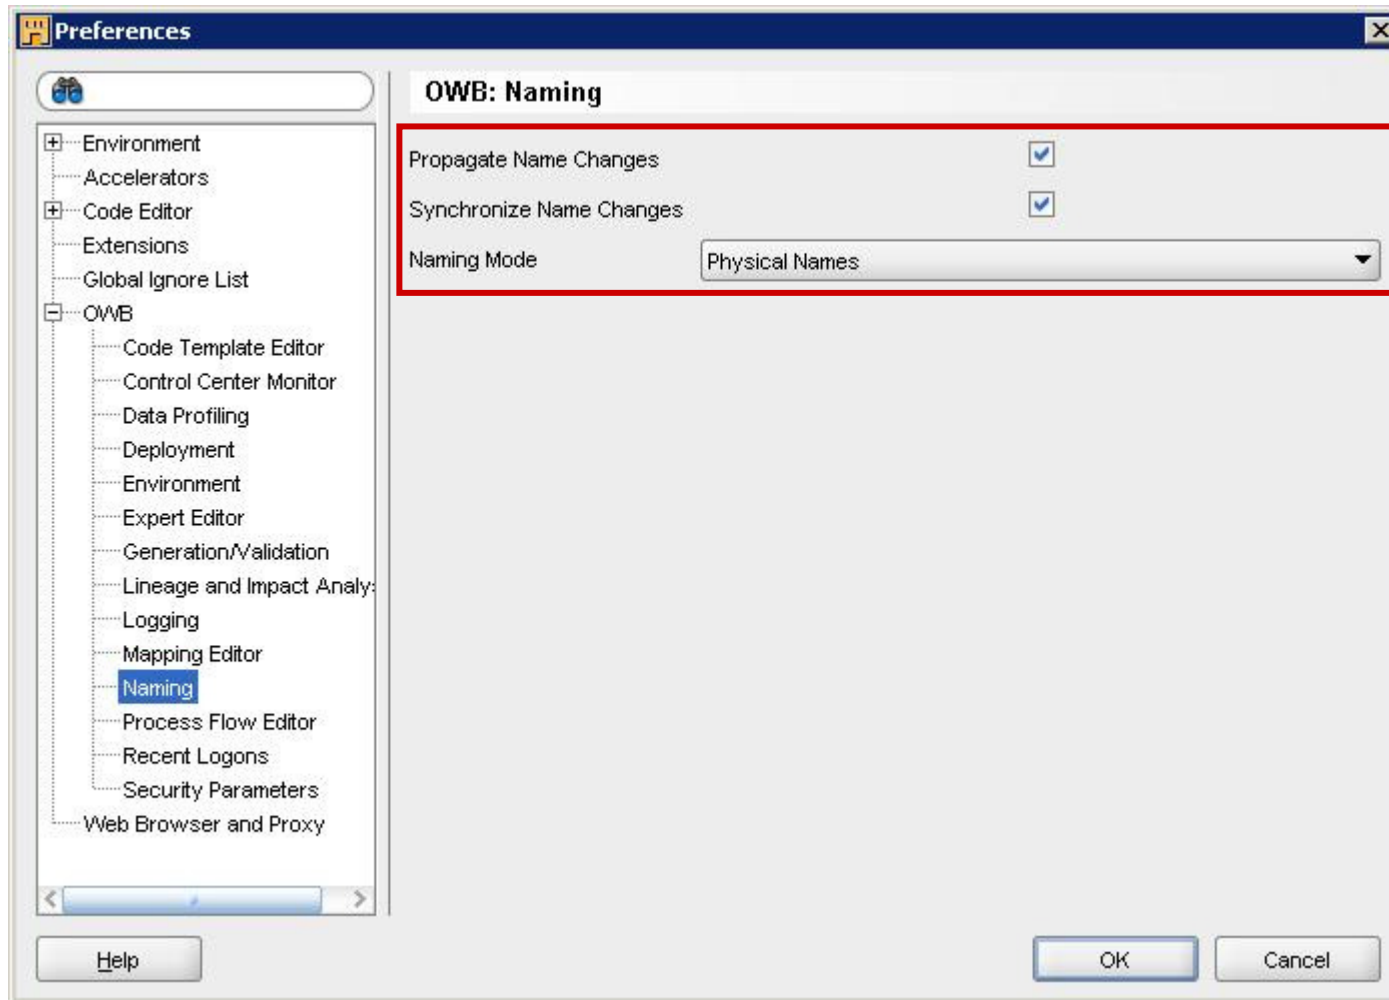 Preferences
OWB: Naming
Environment
Accelerators
Code Editor
Extensions
Global Ignore List
OWB
Code Template Editor
Control Center Monitor
Data Profiling
Deployment
Environment
Expert Editor
Generation/Validation
Lineage and Impact Analy
Logging
Mapping Editor
Naming
Process Flow Editor
Recent Logons
Security Parameters
Web Browser and Proxy
Propagate Name Changes
Synchronize Name Changes
Naming Mode Physical Names
Help OK Cancel